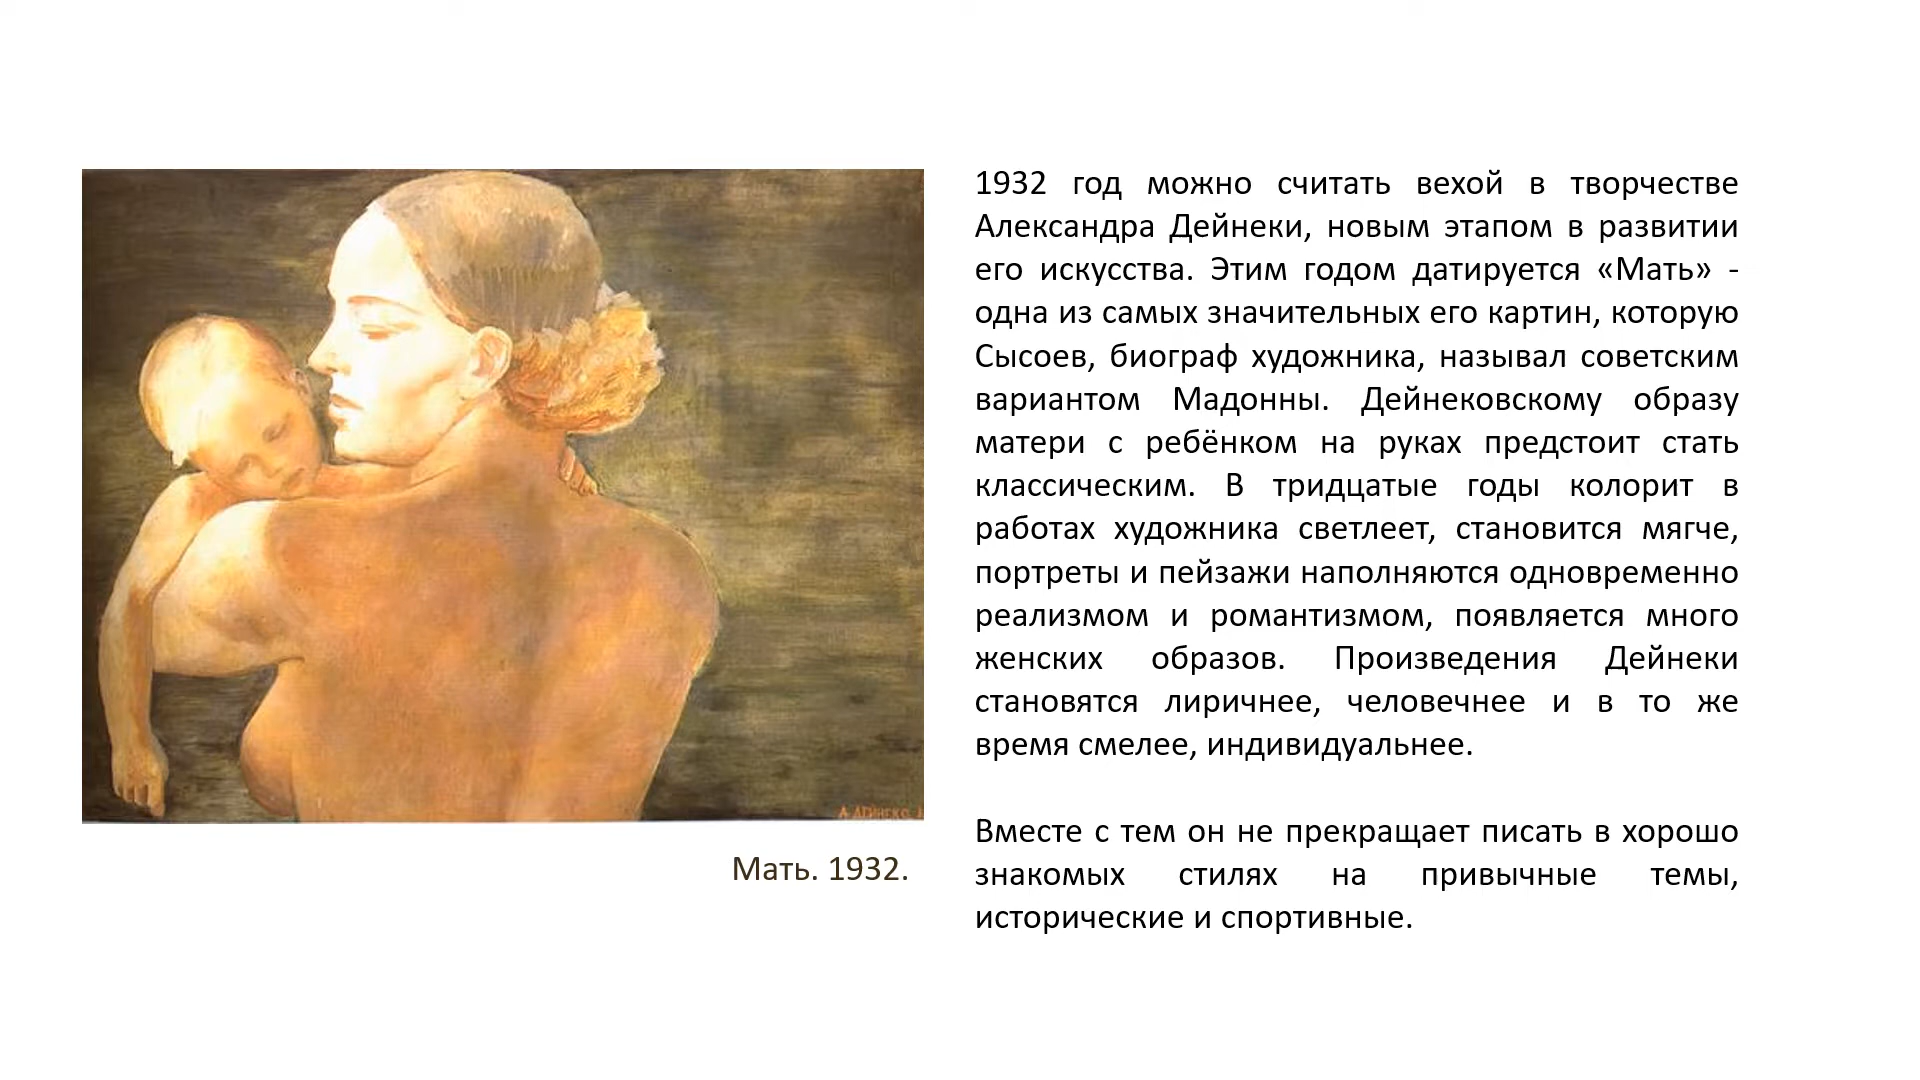 1932 год можно считать вехой в творчестве
Александра Дейнеки, новым этапом в развитии
его искусства. Этим годом датируется «Мать» -
одна из самых значительных его картин, которую
Сысоев, биограф художника, называл советским
вариантом Мадонны. Дейнековскому образу
матери с ребёнком на руках предстоит стать
классическим. В тридцатые годы колорит в
работах художника светлеет, становится мягче,
портреты и пейзажи наполняются одновременно
реализмом и романтизмом, появляется много
женских образов. Произведения Дейнеки
становятся лиричнее, человечнее и в то же
время смелее, индивидуальнее.
Вместе с тем он не прекращает писать в хорошо
знакомых стилях на привычные темы,
исторические и спортивные.
Мать. 1932.